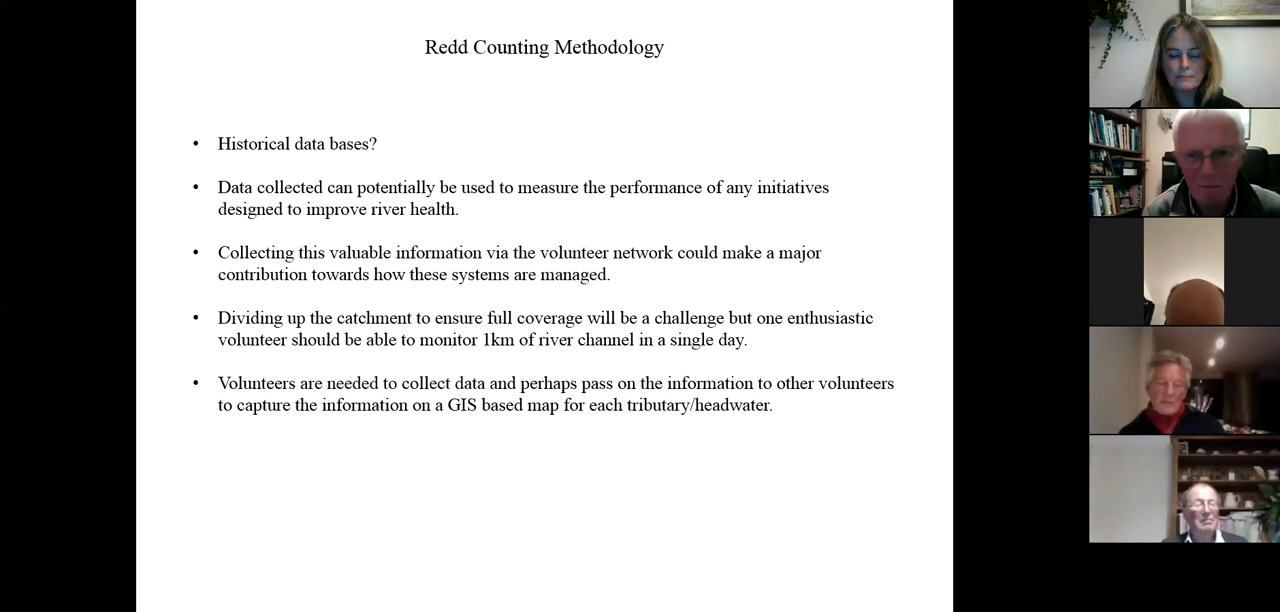 Redd Counting Methodology
• Historical data bases?
• Data collected can potentially be used to measure the performance of any initiatives
designed to improve river health.
• Collecting this valuable information via the volunteer network could make a major
contribution towards how these systems are managed.
• Dividing up the catchment to ensure full coverage will be a challenge but one enthusiastic
volunteer should be able to monitor 1km of river channel in a single day.
• Volunteers are needed to collect data and perhaps pass on the information to other volunteers
to capture the information on a GIS based map for each tributary/headwater.